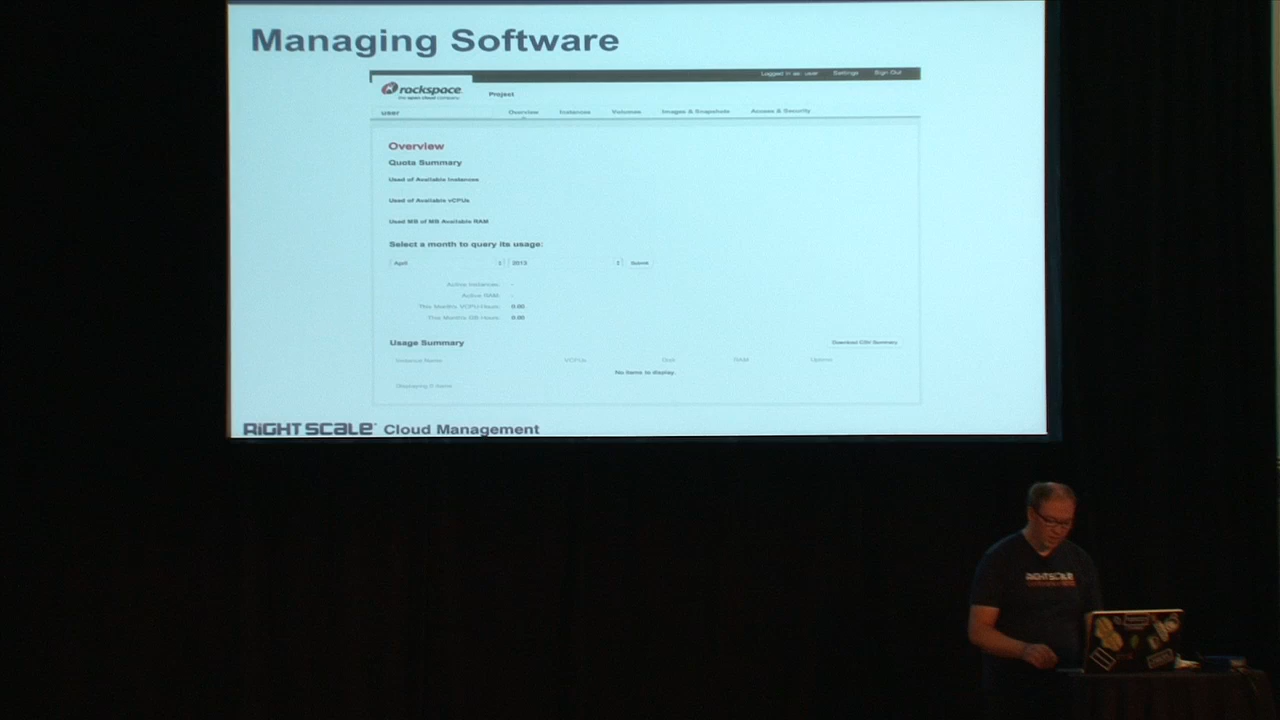 Managing Software
Logged in as: user Settings Sign Out
rackspace
the open cloud company
Project
user
Overview Instances Volumes Images & Snapshots Access & Security
Overview
Quota Summary
Used of Available Instances
Used of Available vCPUs
Used MB of MB Available RAM
Select a month to query its usage:
April 2013 Submit
Active Instances: -
Active RAM: -
This Month's VCPU-Hours: 0.00
This Month's GB-Hours: 0.00
Usage Summary
Download CSV Summary
Instance Name VCPUs Disk RAM Uptime
No items to display.
Displaying 0 items
RIGHTSCALE Cloud Management
RIGHTSCALE